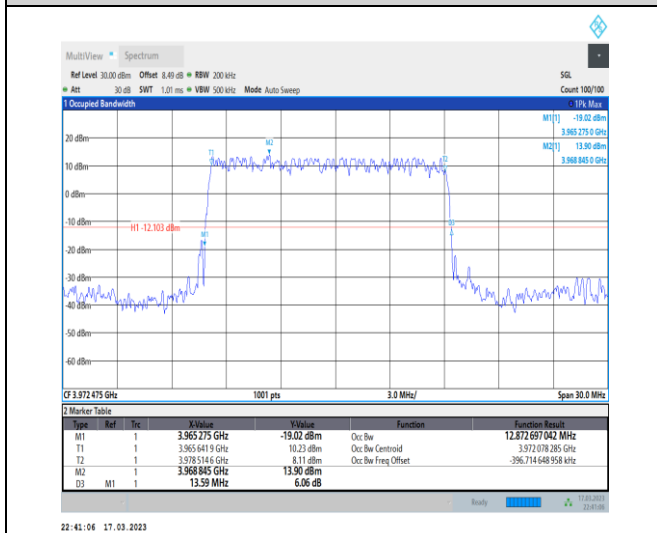 MultiView Spectrum
Ref Level 30.00 dBm Offset 8.49 dB RBW 200 kHz SGL
Att 30 dB SWT 1.01 ms VBW 500 kHz Mode Auto Sweep Count 100/100
1 Occupied Bandwidth 1Pk Max
M1[1] -19.02 dBm
3.965 275 0 GHz
M2[1] 13.90 dBm
3.968 845 0 GHz
20 dBm
M2
T1
T2
10 dBm
0 dBm
-10 dBm
H1 -12.103 dBm
D3
M1
-20 dBm
-30 dBm
-40 dBm
-50 dBm
-60 dBm
CF 3.972 475 GHz 1001 pts 3.0 MHz/ Span 30.0 MHz
2 Marker Table
Type Ref Trc X-Value Y-Value Function Function Result
M1 1 3.965 275 GHz -19.02 dBm Occ Bw 12.872 697 042 MHz
T1 1 3.965 641 9 GHz 10.23 dBm Occ Bw Centroid 3.972 078 285 GHz
T2 1 3.978 514 6 GHz 8.11 dBm Occ Bw Freq Offset -396.714 648 958 kHz
M2 1 3.968 845 GHz 13.90 dBm
D3 M1 1 13.59 MHz 6.06 dB
Ready 17.03.2023
22:41:06
22:41:06 17.03.2023